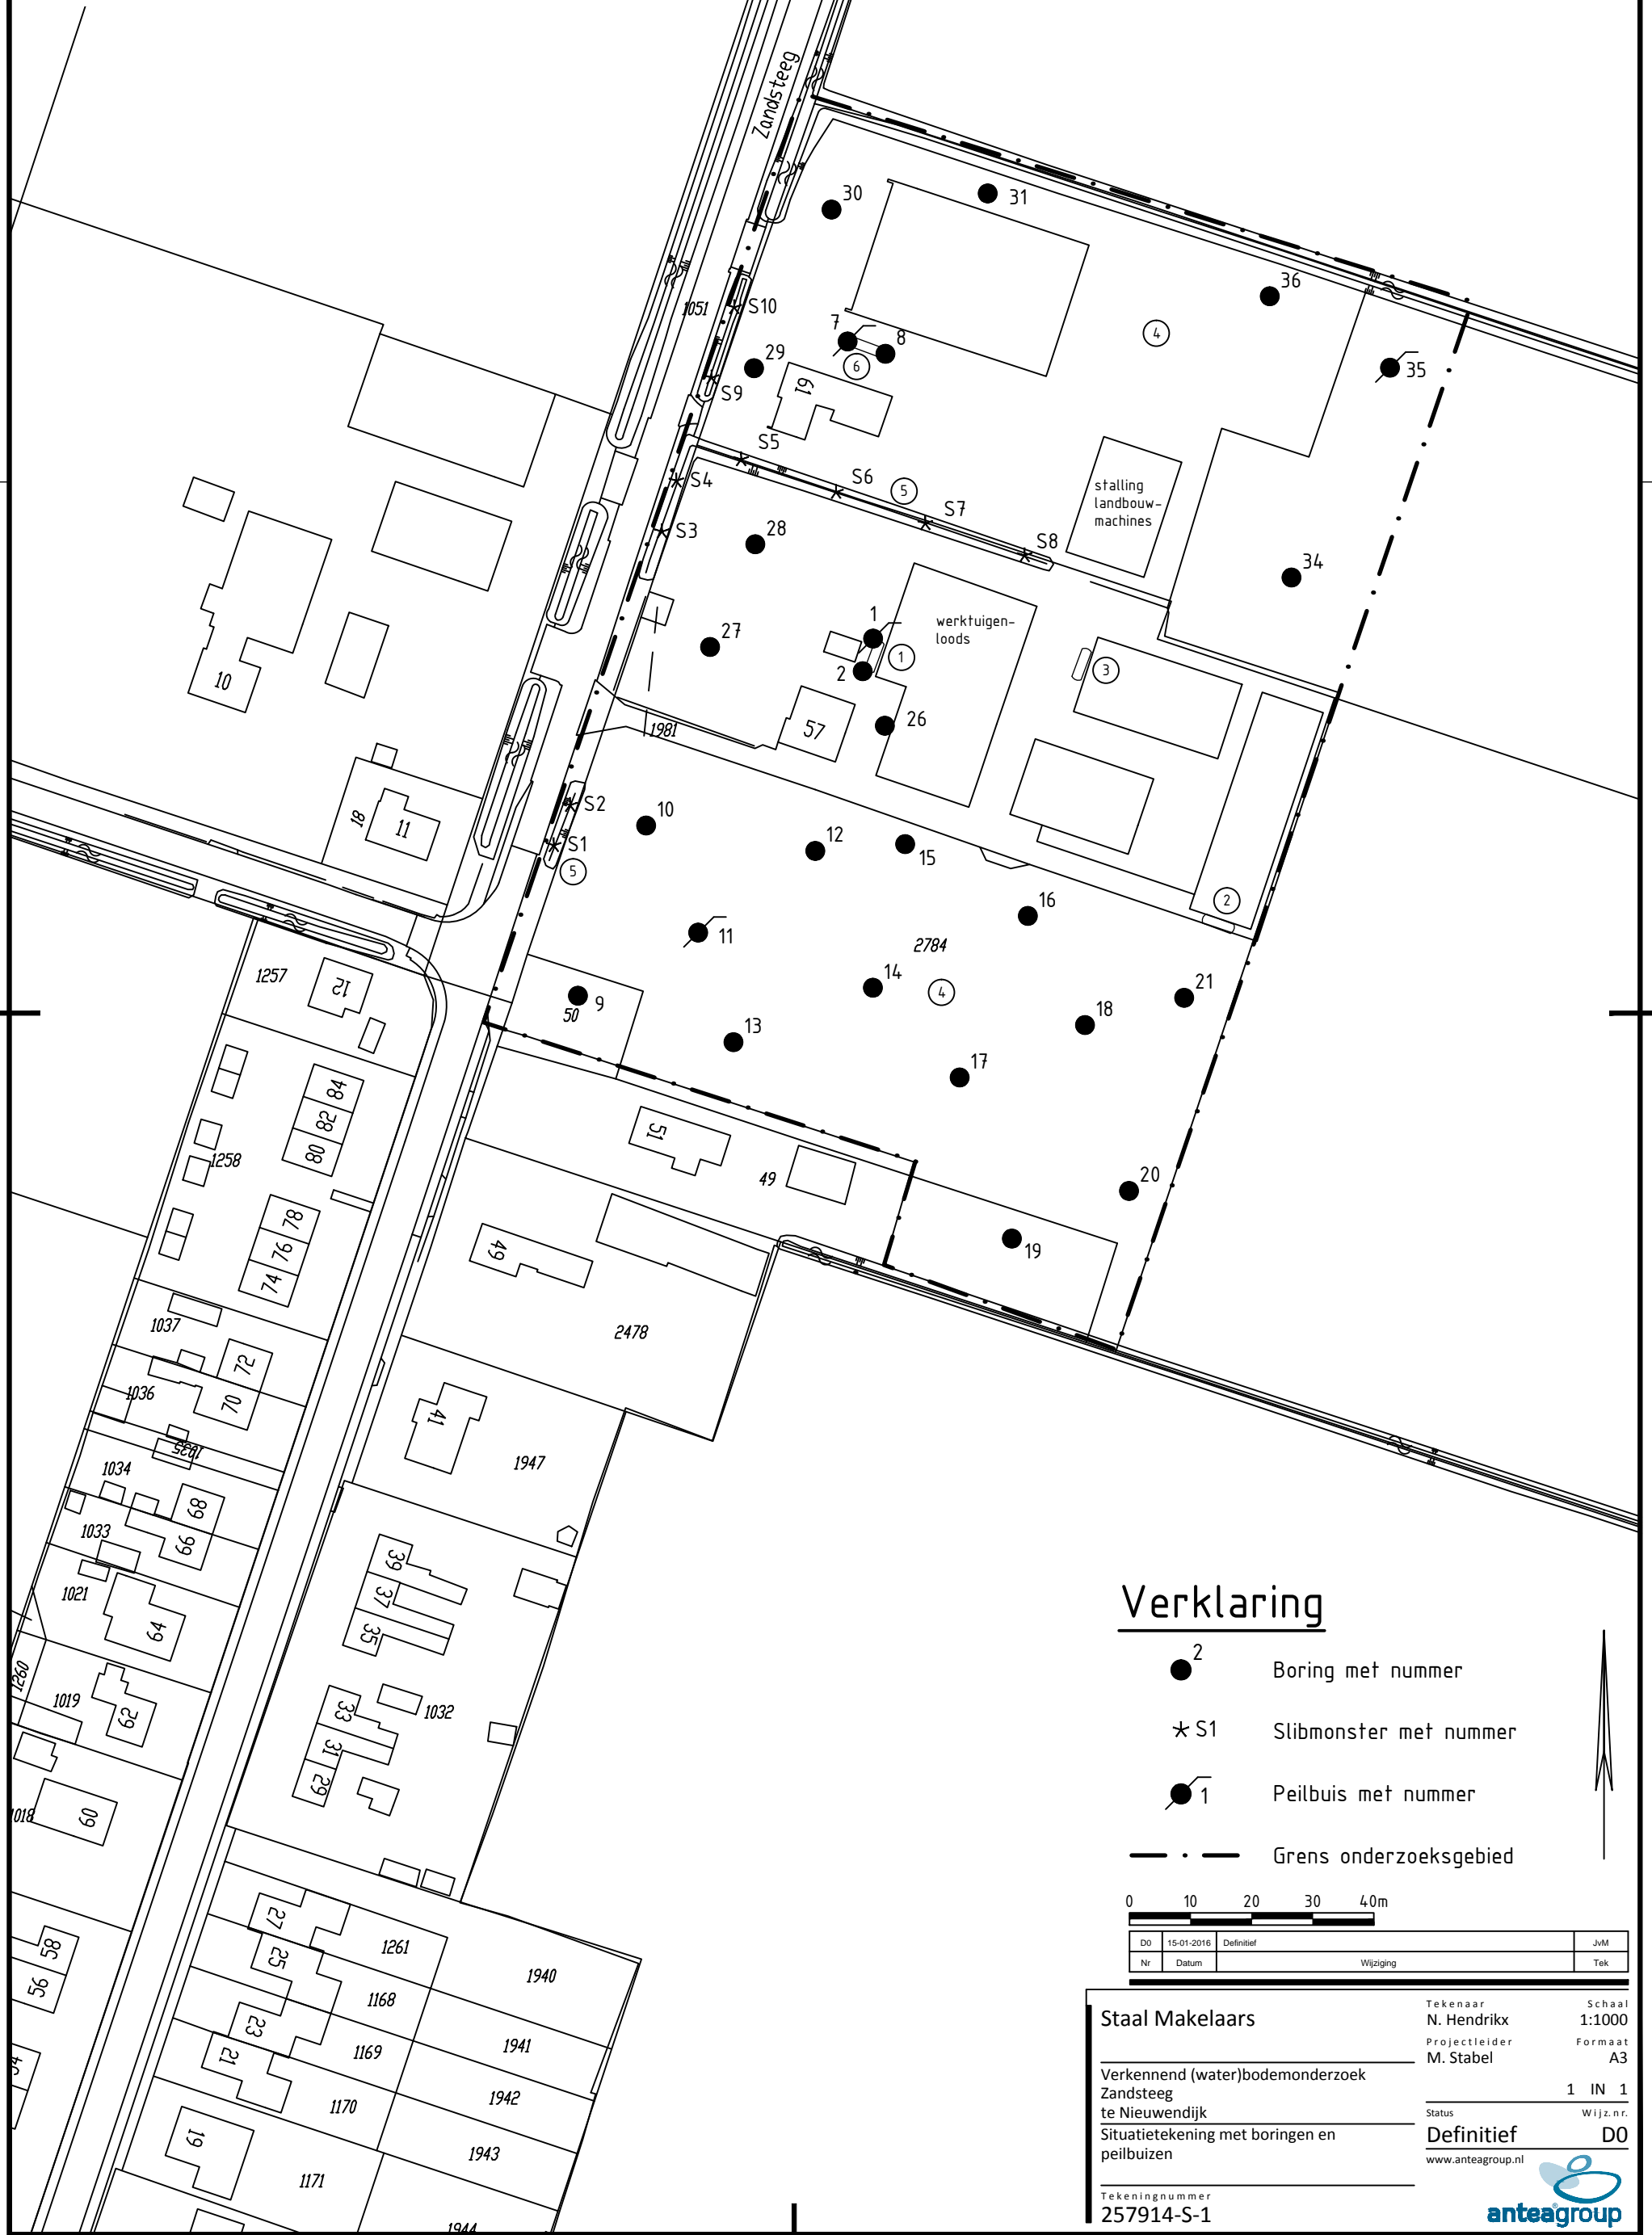 Zandsteeg
30
31
36
1051
S10
7
8
4
29
6
35
61
S9
S5
S4
S6
5
S7
stalling
landbouw-
machines
S3
28
S8
34
1
werktuigen-
loods
27
1
3
2
10
26
57
1981
S2
10
18
11
S1
12
15
5
16
2
11
2784
1257
12
14
4
21
9
50
18
13
17
84
82
80
51
1258
49
20
78
76
74
49
19
1037
2478
72
1036
70
41
1035
1034
1947
68
1033
66
39
1021
37
64
35
1260
1019
62
33
1032
31
29
1018
60
27
1261
58
25
1940
56
1168
23
1941
21
1169
54
1942
1170
19
1943
1171
1944
Verklaring
2
Boring met nummer
S1
Slibmonster met nummer
1
Peilbuis met nummer
Grens onderzoeksgebied
0 10 20 30 40m
D0 15-01-2016 Definitief JvM
Nr Datum Wijziging Tek
Staal Makelaars
Tekenaar
N. Hendrikx
Schaal
1:1000
Projectleider
M. Stabel
Formaat
A3
Verkennend (water)bodemonderzoek
Zandsteeg
te Nieuwendijk
1 IN 1
Situatietekening met boringen en
peilbuizen
Status
Definitief
Wijz.nr.
D0
www.anteagroup.nl
Tekeningnummer
257914-S-1
anteagroup